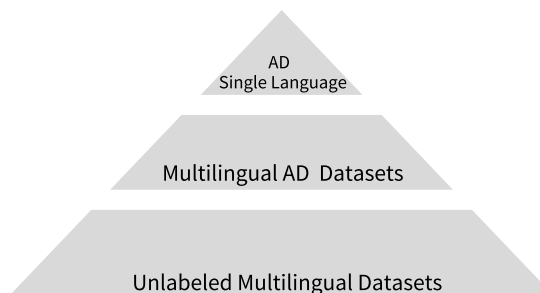 AD
Single Language
Multilingual AD Datasets
Unlabeled Multilingual Datasets